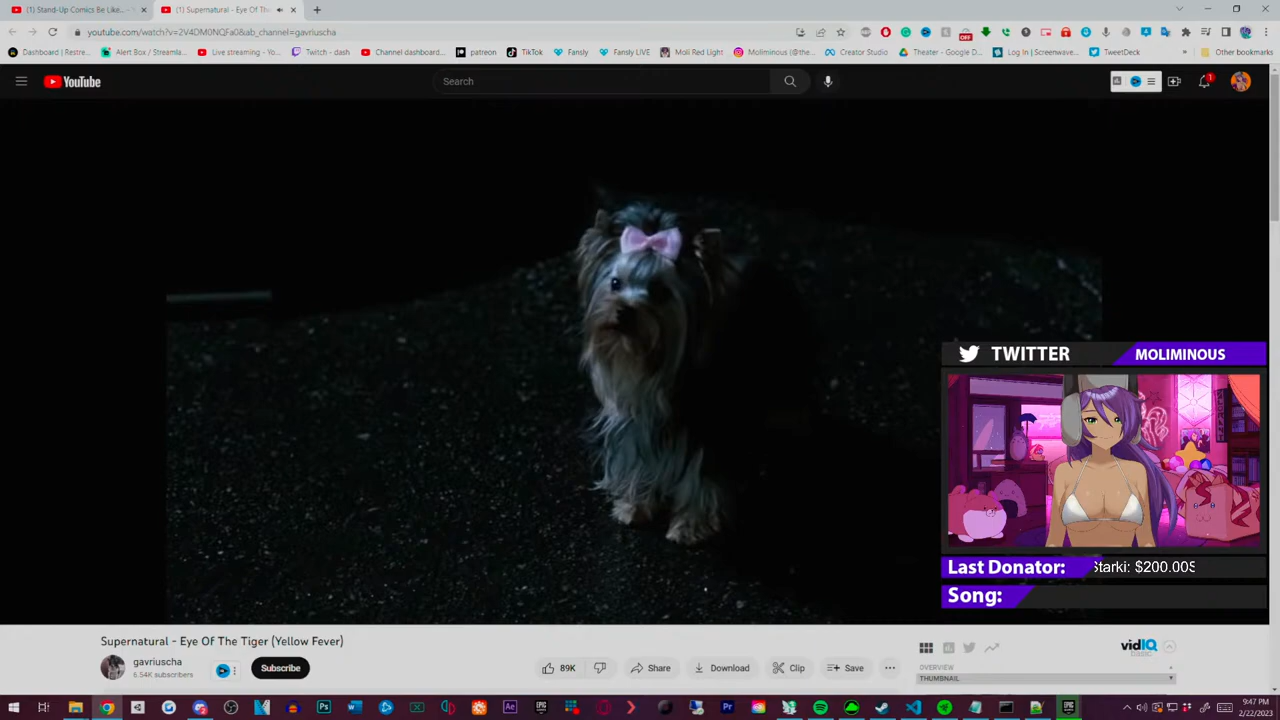 (1) Stand-Up Comics Be Like...
(1) Supernatural - Eye Of The
youtube.com/watch?v=2V4DM0NQFa0&ab_channel=gavriuscha
Dashboard | Restre... Alert Box / Streamla... Live streaming - Yo... Twitch - dash Channel dashboard... patreon TikTok Fansly Fansly LIVE Moli Red Light Moliminous (@the... Creator Studio Theater - Google D... Log In | Screenwave... TweetDeck » Other bookmarks
YouTube
Search
1
TWITTER MOLIMINOUS
Last Donator: Starki: $200.00
Song:
Supernatural - Eye Of The Tiger (Yellow Fever)
gavriuscha
6.54K subscribers
Subscribe
89K
Share
Download
Clip
Save
vidIQ
OVERVIEW
THUMBNAIL
9:47 PM
2/22/2023